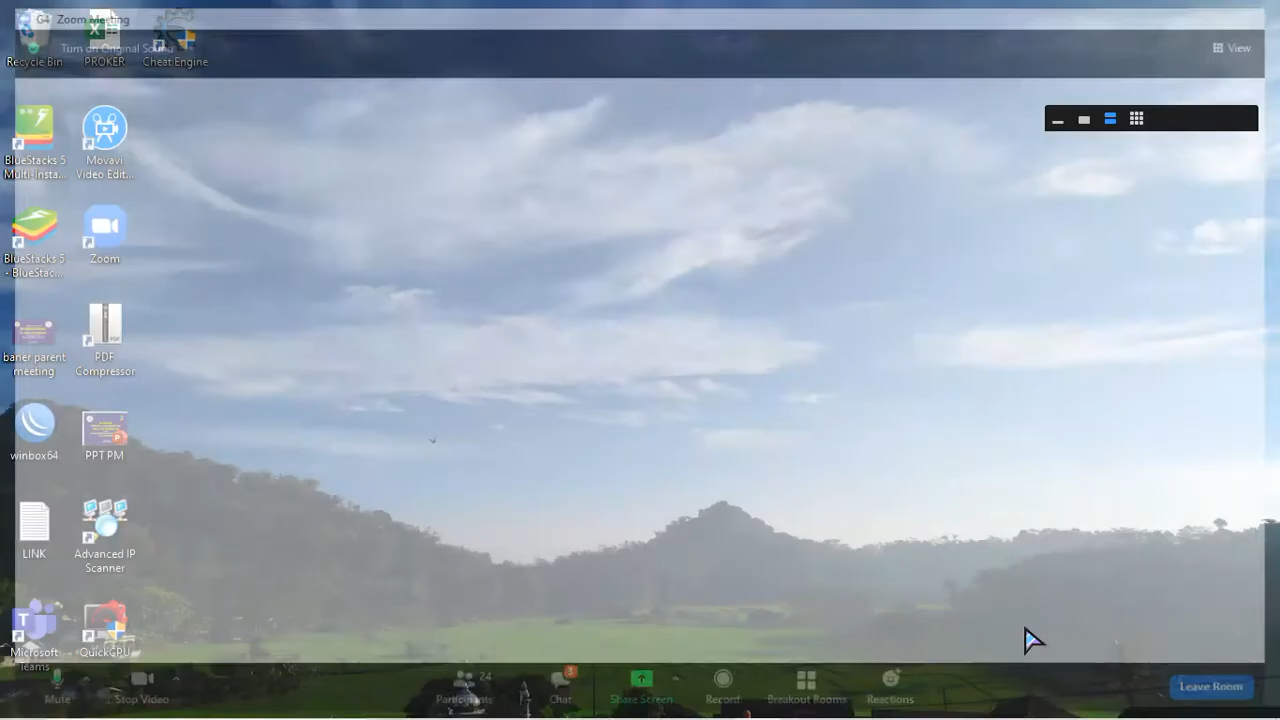 Zoom Meeting
Turn on Original Sound
View
Recycle Bin
PROKER
Cheat Engine
BlueStacks 5
Multi-Insta...
Movavi
Video Edit...
BlueStacks 5
- BlueStac...
Zoom
baner parent
meeting
PDF
Compressor
winbox64
PPT PM
LINK
Advanced IP
Scanner
Microsoft
Teams
QuickCPU
Mute
Stop Video
Participants
24
Chat
3
Share Screen
Record
Breakout Rooms
Reactions
Leave Room